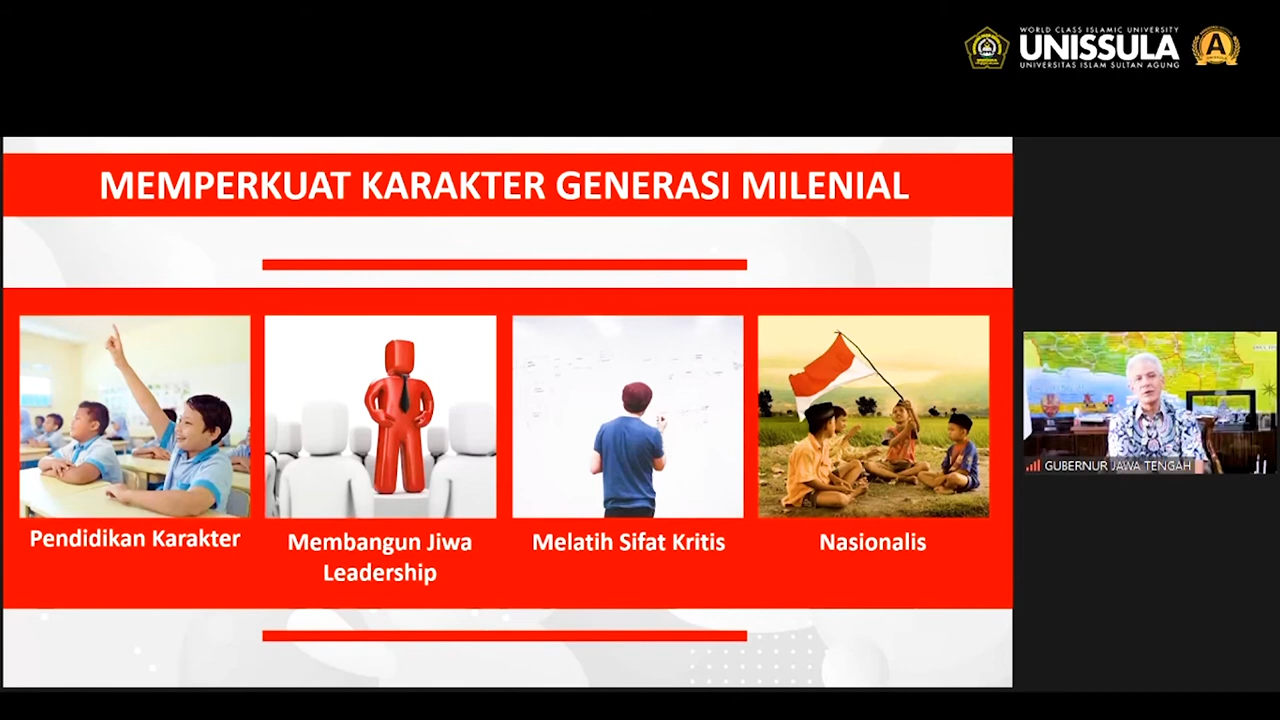 WORLD CLASS ISLAMIC UNIVERSITY
UNISSULA
UNIVERSITAS ISLAM SULTAN AGUNG
A
MEMPERKUAT KARAKTER GENERASI MILENIAL
Pendidikan Karakter
Membangun Jiwa
Leadership
Melatih Sifat Kritis
Nasionalis
GUBERNUR JAWA TENGAH